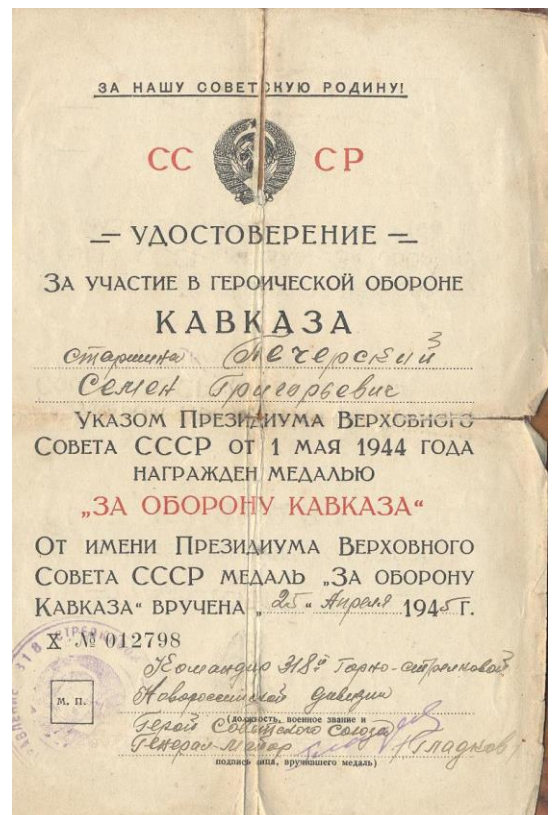 ЗА НАШУ СОВЕТСКУЮ РОДИНУ!
СС СР
УДОСТОВЕРЕНИЕ
ЗА УЧАСТИЕ В ГЕРОИЧЕСКОЙ ОБОРОНЕ
КАВКАЗА
старшина Печерский
Семен Григорьевич
УКАЗОМ ПРЕЗИДИУМА ВЕРХОВНОГО
СОВЕТА СССР ОТ 1 МАЯ 1944 ГОДА
НАГРАЖДЕН МЕДАЛЬЮ
„ЗА ОБОРОНУ КАВКАЗА“
ОТ ИМЕНИ ПРЕЗИДИУМА ВЕРХОВНОГО
СОВЕТА СССР МЕДАЛЬ „ЗА ОБОРОНУ
КАВКАЗА“ ВРУЧЕНА „25“ Апреля 1945 Г.
X № 012798
Командир 318й Горно-стрелковой
Новороссийской дивизии
(должность, военное звание и
Герой Советского Союза
Генерал-майор (Гладков)
подпись лица, вручившего медаль)
М. П.
318 СТРЕЛК